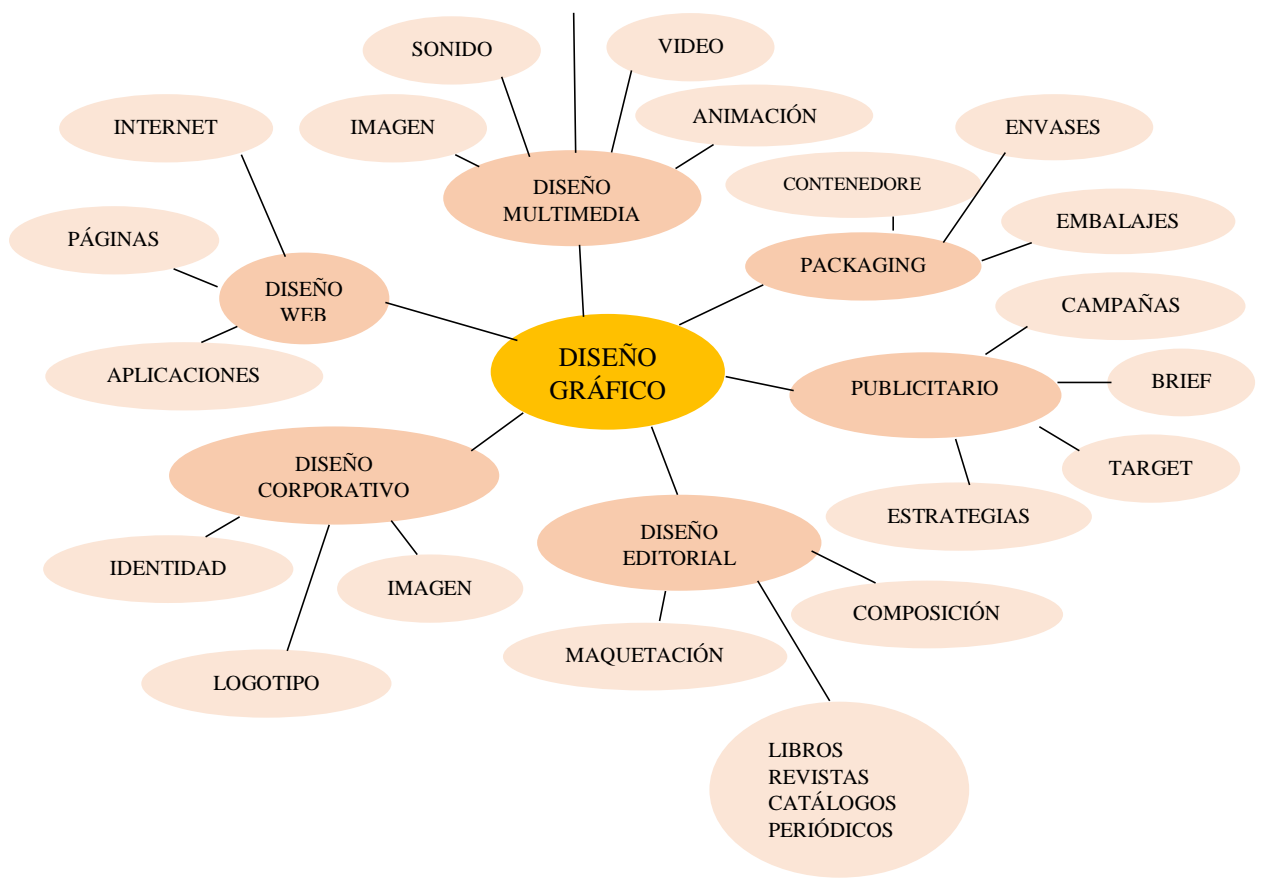 SONIDO
VIDEO
INTERNET
IMAGEN
ANIMACIÓN
ENVASES
DISEÑO
MULTIMEDIA
CONTENEDORE
PÁGINAS
EMBALAJES
PACKAGING
DISEÑO
WEB
CAMPAÑAS
DISEÑO
GRÁFICO
APLICACIONES
PUBLICITARIO
BRIEF
DISEÑO
CORPORATIVO
TARGET
ESTRATEGIAS
DISEÑO
EDITORIAL
IDENTIDAD
IMAGEN
COMPOSICIÓN
MAQUETACIÓN
LOGOTIPO
LIBROS
REVISTAS
CATÁLOGOS
PERIÓDICOS